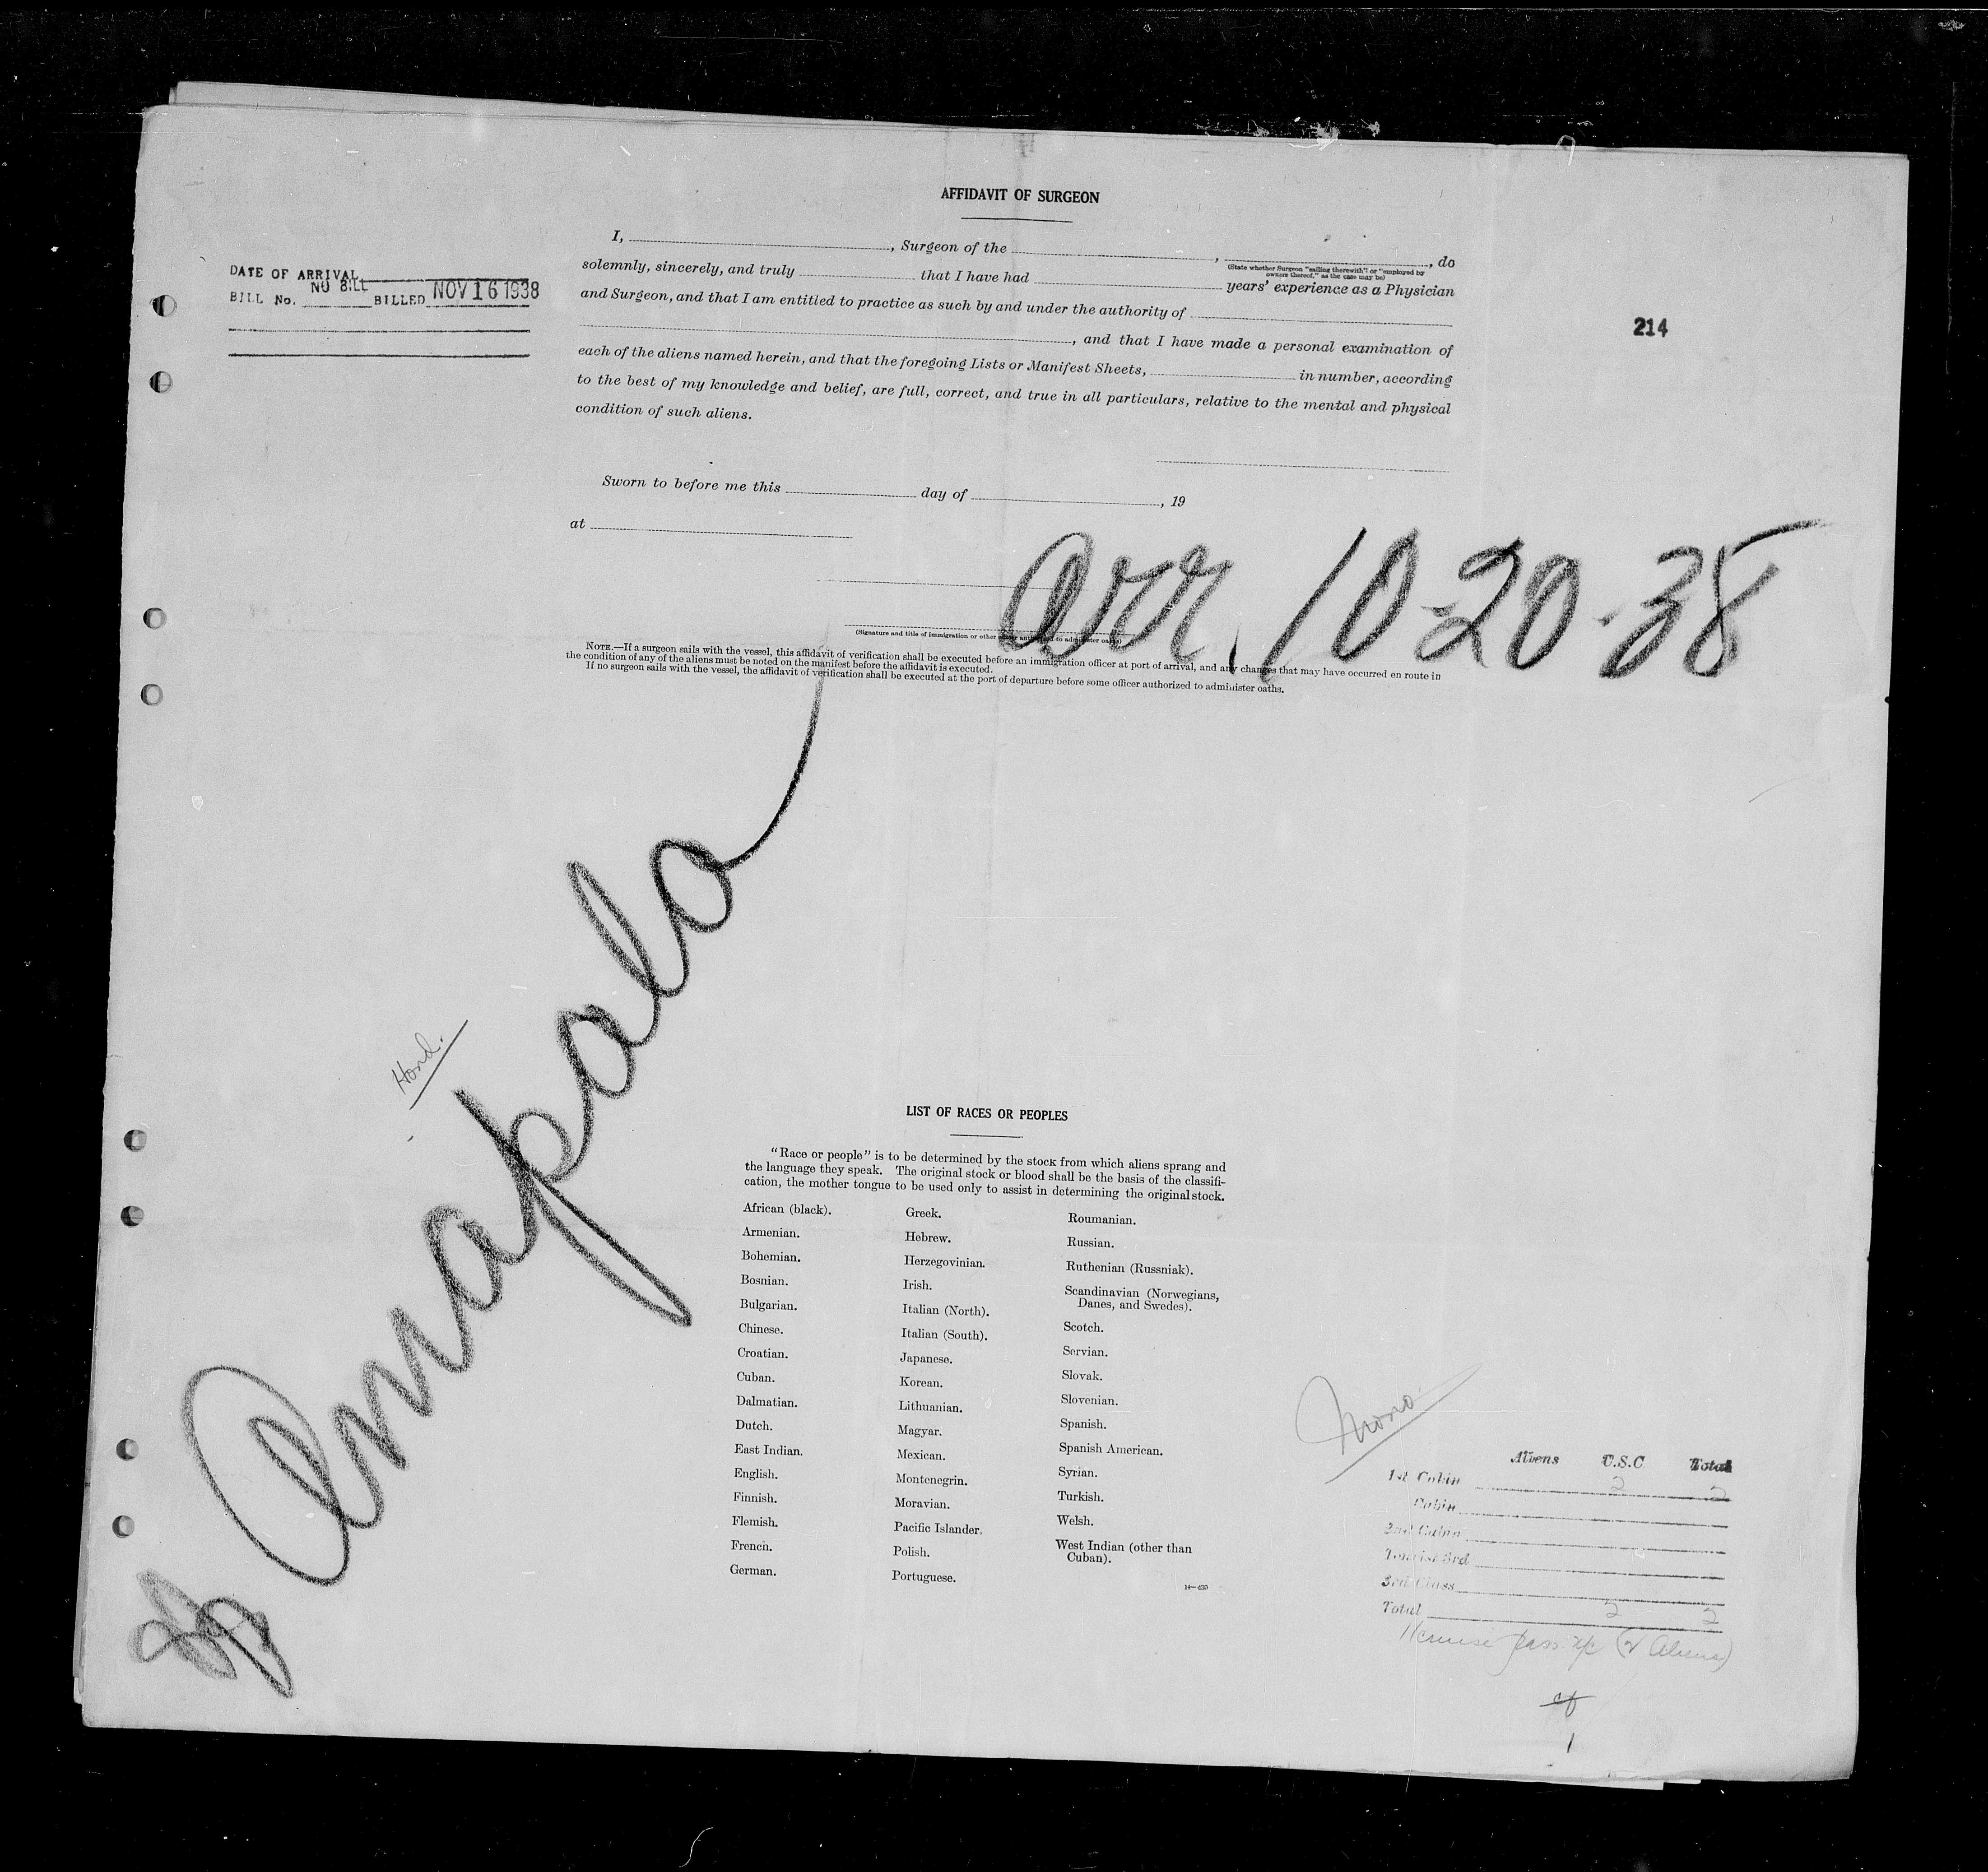 AFFIDAVIT OF SURGEON
I, , Surgeon of the , , do
(State whether Surgeon "sailing therewith" or "employed by
owners thereof," as the case may be)
solemnly, sincerely, and truly that I have had years' experience as a Physician
and Surgeon, and that I am entitled to practice as such by and under the authority of
, and that I have made a personal examination of
each of the aliens named herein, and that the foregoing Lists or Manifest Sheets, in number, according
to the best of my knowledge and belief, are full, correct, and true in all particulars, relative to the mental and physical
condition of such aliens.
DATE OF ARRIVAL
NO BILL
BILL No. BILLED NOV 16 1938
214
Sworn to before me this day of , 19
at
arr. 10-20-38
(Signature and title of immigration or other officer authorized to administer oaths)
NOTE.—If a surgeon sails with the vessel, this affidavit of verification shall be executed before an immigration officer at port of arrival, and any changes that may have occurred en route in
the condition of any of the aliens must be noted on the manifest before the affidavit is executed.
If no surgeon sails with the vessel, the affidavit of verification shall be executed at the port of departure before some officer authorized to administer oaths.
Hond.
Amapala
LIST OF RACES OR PEOPLES
"Race or people" is to be determined by the stock from which aliens sprang and
the language they speak. The original stock or blood shall be the basis of the classifi-
cation, the mother tongue to be used only to assist in determining the original stock.
African (black).
Armenian.
Bohemian.
Bosnian.
Bulgarian.
Chinese.
Croatian.
Cuban.
Dalmatian.
Dutch.
East Indian.
English.
Finnish.
Flemish.
French.
German.
Greek.
Hebrew.
Herzegovinian.
Irish.
Italian (North).
Italian (South).
Japanese.
Korean.
Lithuanian.
Magyar.
Mexican.
Montenegrin.
Moravian.
Pacific Islander.
Polish.
Portuguese.
Roumanian.
Russian.
Ruthenian (Russniak).
Scandinavian (Norwegians,
Danes, and Swedes).
Scotch.
Servian.
Slovak.
Slovenian.
Spanish.
Spanish American.
Syrian.
Turkish.
Welsh.
West Indian (other than
Cuban).
Aliens U.S.C Total
1st Cabin 2 2
Cabin
2nd Cabin
Tourist 3rd
3rd Class
Total 2 2
11 cruise pass. (2 Aliens)
1